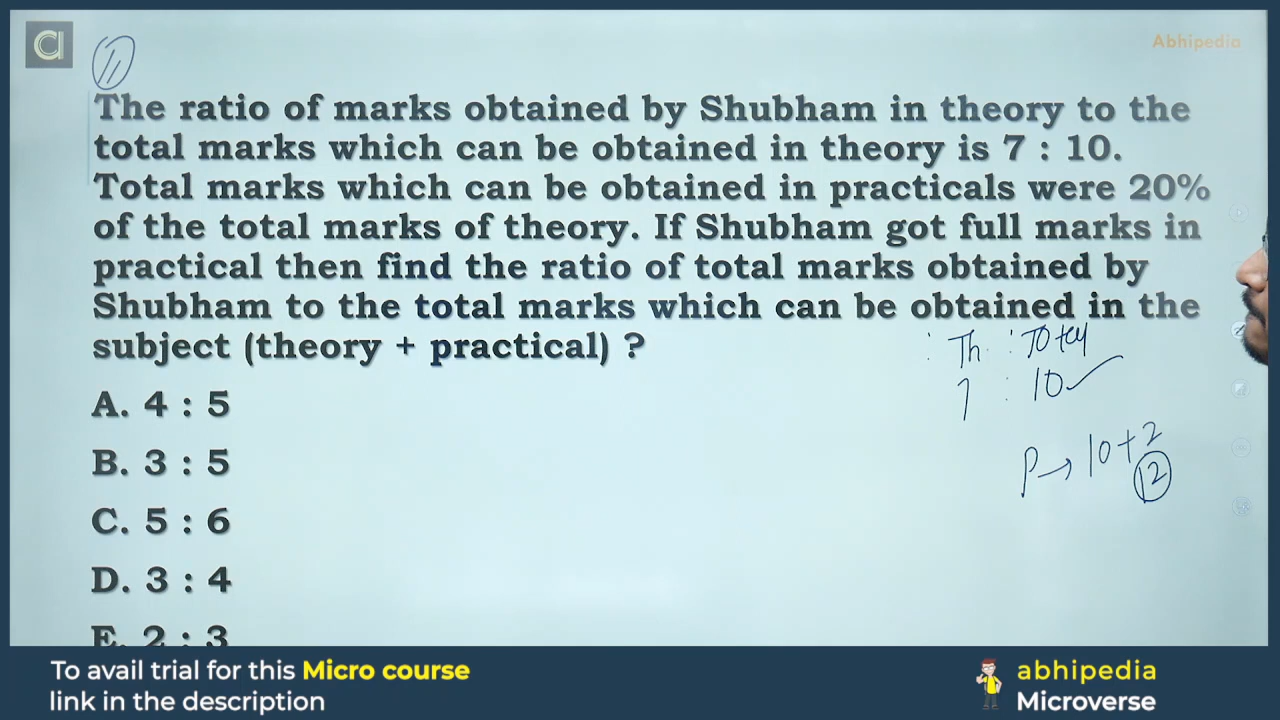 a
Abhipedia
11
The ratio of marks obtained by Shubham in theory to the
total marks which can be obtained in theory is 7 : 10.
Total marks which can be obtained in practicals were 20%
of the total marks of theory. If Shubham got full marks in
practical then find the ratio of total marks obtained by
Shubham to the total marks which can be obtained in the
subject (theory + practical) ?
: Th. : Total
7 : 10 ✓
A. 4 : 5
P → 10 + 2
12
B. 3 : 5
C. 5 : 6
D. 3 : 4
E. 2 : 3
To avail trial for this Micro course
link in the description
abhipedia
Microverse